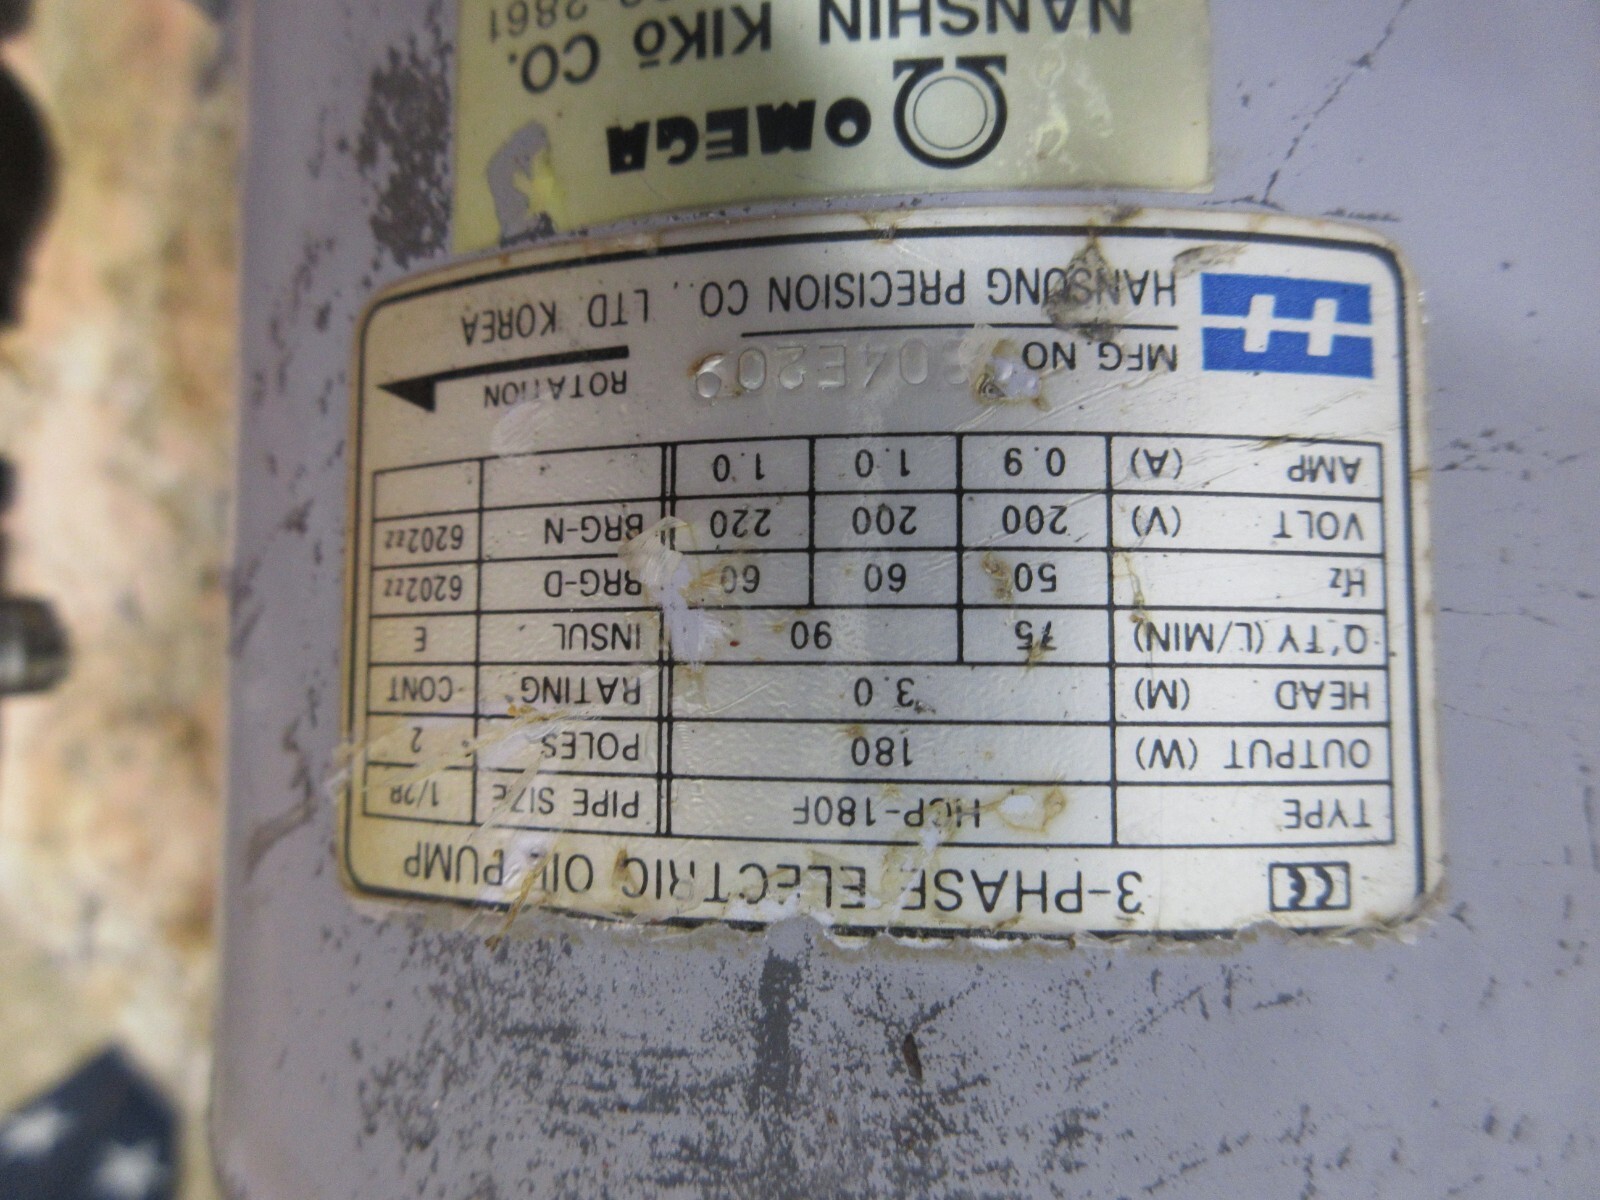 3-PHASE ELECTRIC OIL PUMP
TYPE HCP-180F PIPE SIZE
OUTPUT (W) 180 POLES 2
HEAD (M) 3.0 RATING CONT
Q'TY (L/MIN) 75 90 INSUL E
Hz 50 60 60 BRG-D 6202zz
VOLT (V) 200 200 220 BRG-N 6202zz
AMP (A) 0.9 1.0 1.0
MFG.NO ROTATION
HANSUNG PRECISION CO., LTD. KOREA
OMEGA
NANSHIN KIKŌ CO.